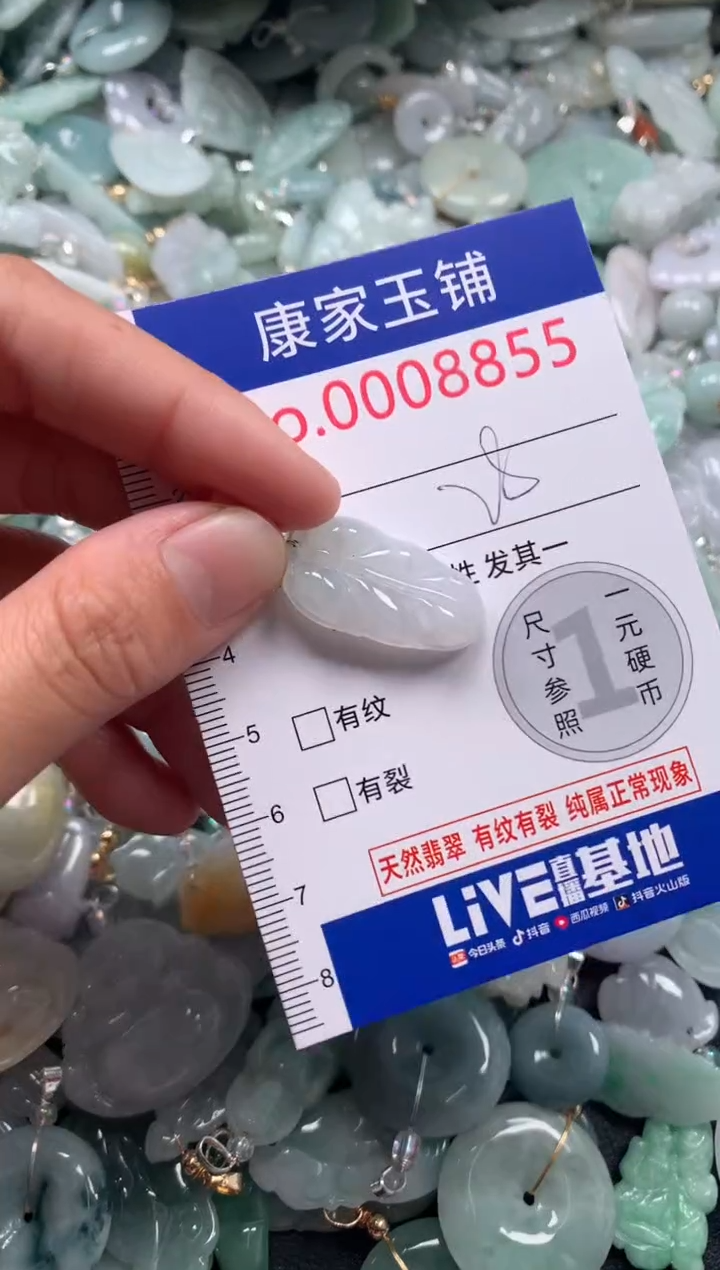 康家玉铺
o.0008855
性 发其一
1
尺寸参照
一元硬币
4
5
6
7
8
有纹
有裂
天然翡翠 有纹有裂 纯属正常现象
LiVE直播基地
今日头条 抖音 西瓜视频 抖音火山版